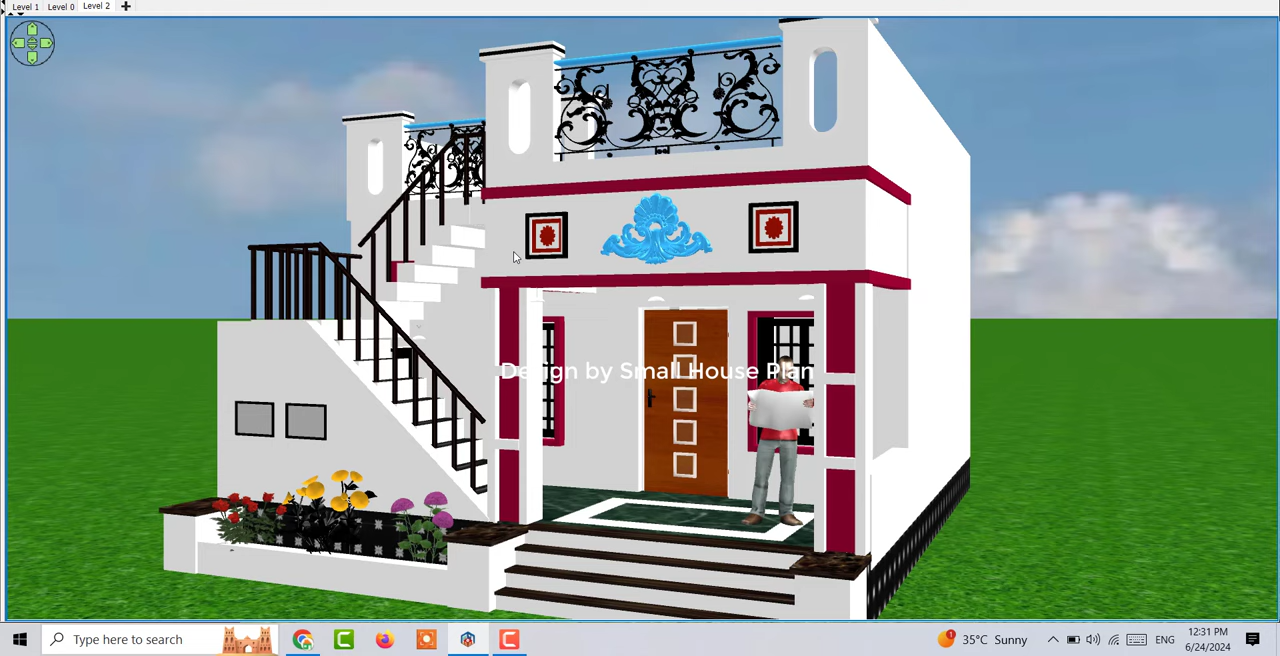 Level 1 Level 0 Level 2
Design by Small House Plan
Type here to search
1
35°C Sunny
ENG
12:31 PM
6/24/2024